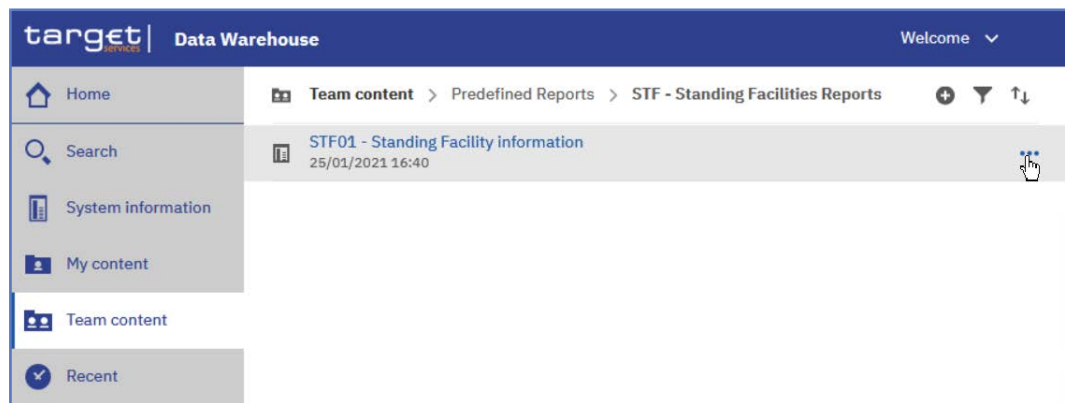 target| Data Warehouse Welcome
services
Home
Team content > Predefined Reports > STF - Standing Facilities Reports
Search
STF01 - Standing Facility information
25/01/2021 16:40
System information
My content
Team content
Recent